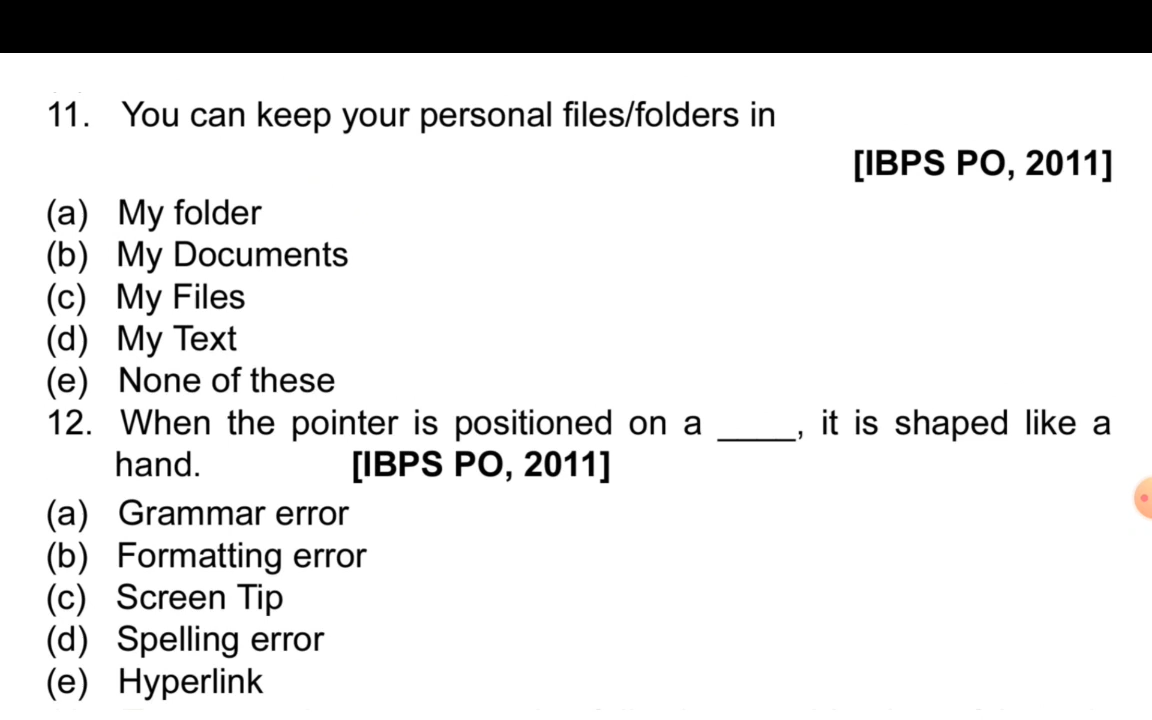 11. You can keep your personal files/folders in
[IBPS PO, 2011]
(a) My folder
(b) My Documents
(c) My Files
(d) My Text
(e) None of these
12. When the pointer is positioned on a ____, it is shaped like a
hand. [IBPS PO, 2011]
(a) Grammar error
(b) Formatting error
(c) Screen Tip
(d) Spelling error
(e) Hyperlink